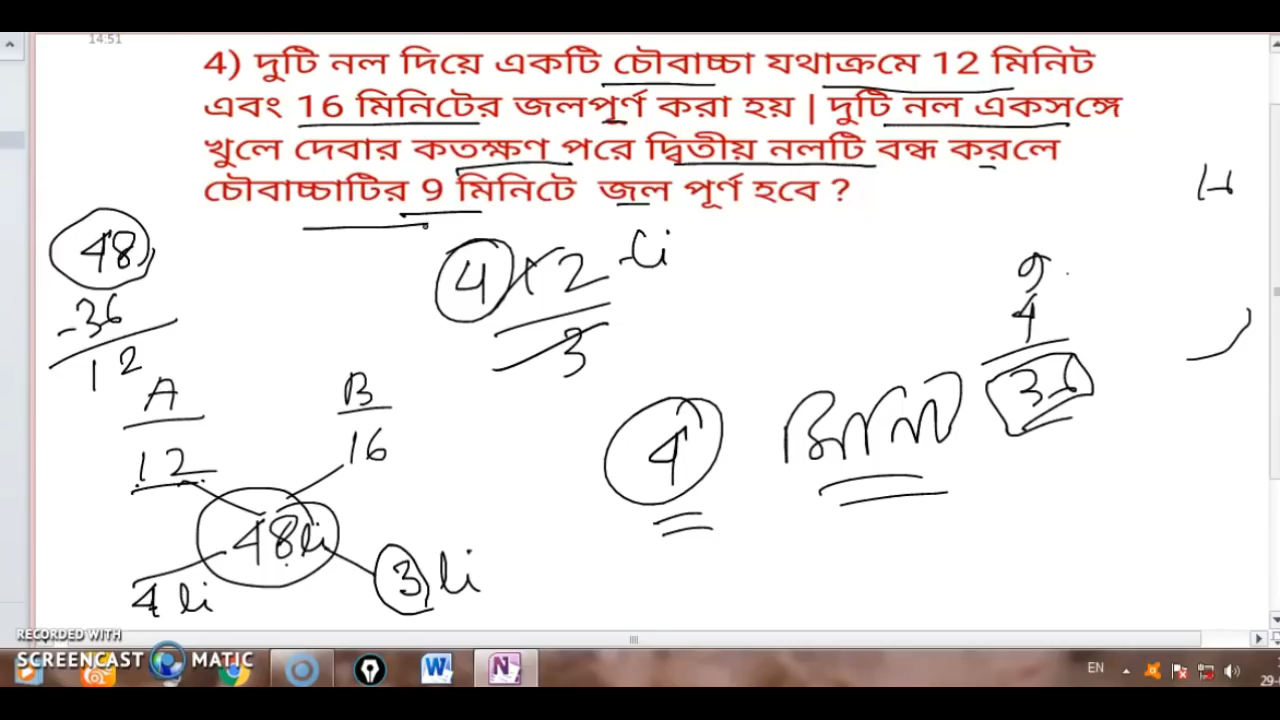 14:51
4) দুটি নল দিয়ে একটি চৌবাচ্চা যথাক্রমে 12 মিনিট
এবং 16 মিনিটের জলপূর্ণ করা হয় | দুটি নল একসঙ্গে
খুলে দেবার কতক্ষণ পরে দ্বিতীয় নলটি বন্ধ করলে
চৌবাচ্চাটির 9 মিনিটে জল পূর্ণ হবে ?
48
-36
12
4 x 2 li
3
9
4
36
A B
12 16
48li
4 li 3 li
4 মিনিট
RECORDED WITH
SCREENCAST MATIC
EN